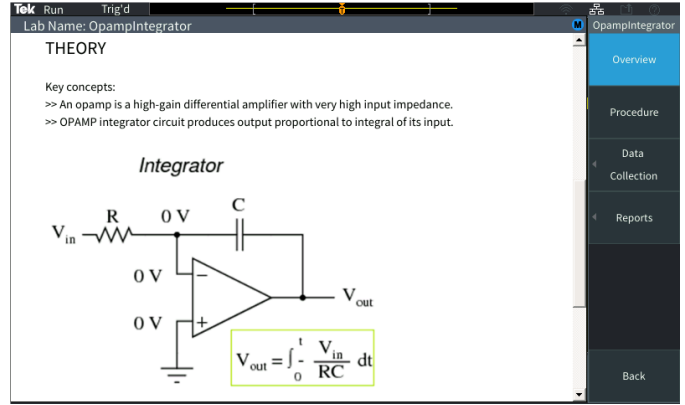 Tek Run Trig'd
Lab Name: OpampIntegrator
M
OpampIntegrator
THEORY
Key concepts:
>> An opamp is a high-gain differential amplifier with very high input impedance.
>> OPAMP integrator circuit produces output proportional to integral of its input.
Integrator
R 0 V C
Vin
0 V −
Vout
0 V +
Vout = ∫0t - Vin/RC dt
Overview
Procedure
Data
Collection
Reports
Back